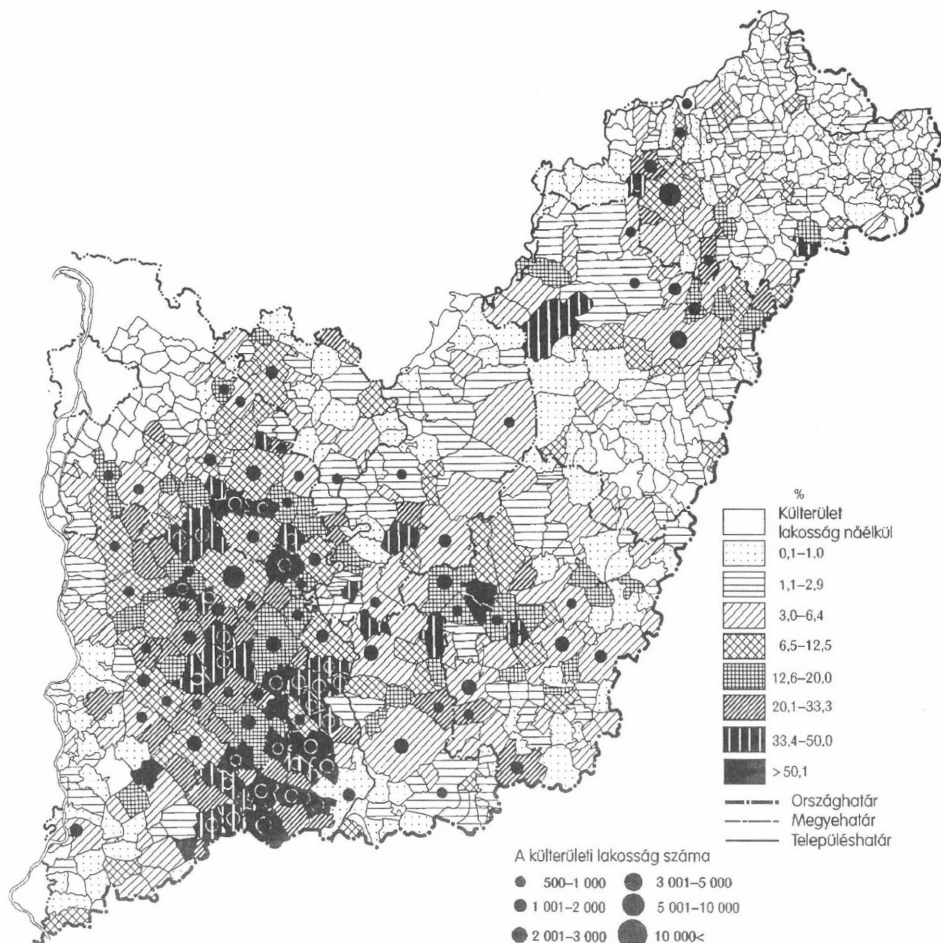 %
Külterület
lakosság năélkül
0,1–1,0
1,1–2,9
3,0–6,4
6,5–12,5
12,6–20,0
20,1–33,3
33,4–50,0
> 50,1
Országhatár
Megyehatár
Településhatár
A külterületi lakosság száma
500–1 000
3 001–5 000
1 001–2 000
5 001–10 000
2 001–3 000
10 000<